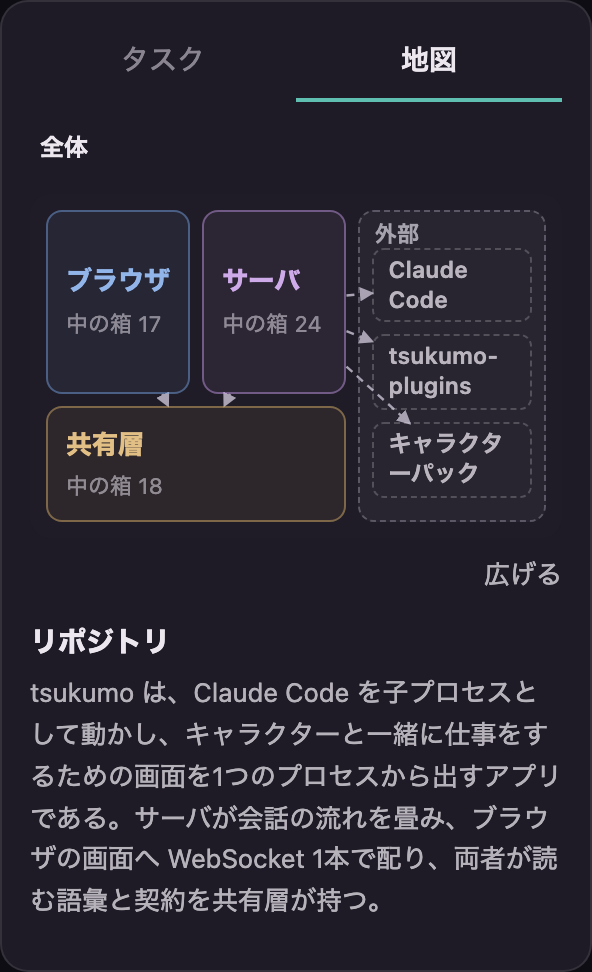 タスク
地図
全体
ブラウザ
中の箱 17
サーバ
中の箱 24
外部
Claude
Code
tsukumo-
plugins
キャラクタ
ーパック
共有層
中の箱 18
広げる
リポジトリ
tsukumo は、Claude Code を子プロセスと
して動かし、キャラクターと一緒に仕事をす
るための画面を1つのプロセスから出すアプリ
である。サーバが会話の流れを畳み、ブラウ
ザの画面へ WebSocket 1本で配り、両者が読
む語彙と契約を共有層が持つ。